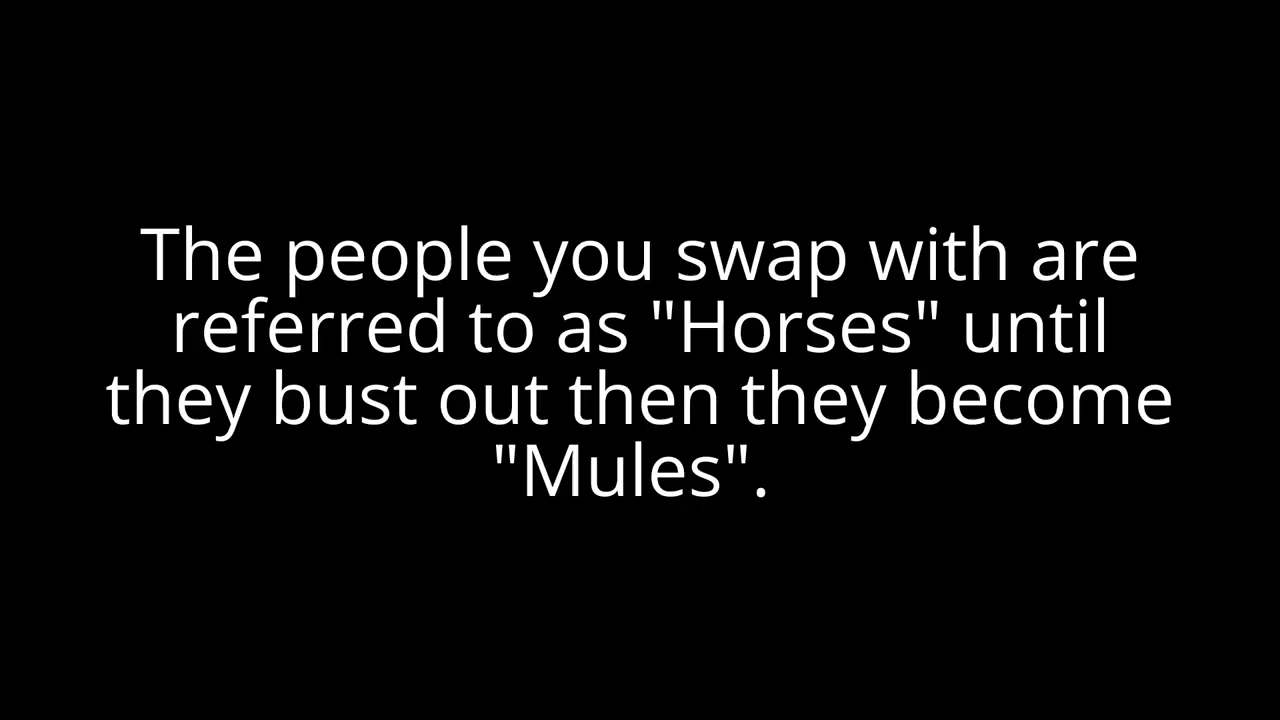 The people you swap with are
referred to as "Horses" until
they bust out then they become
"Mules".